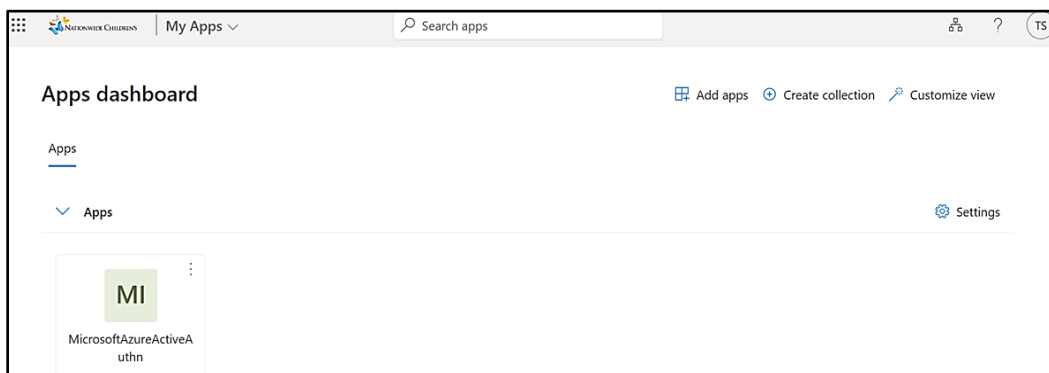 NATIONWIDE CHILDREN'S My Apps Search apps ? TS
Apps dashboard Add apps Create collection Customize view
Apps
Apps Settings
MI
MicrosoftAzureActiveA
uthn